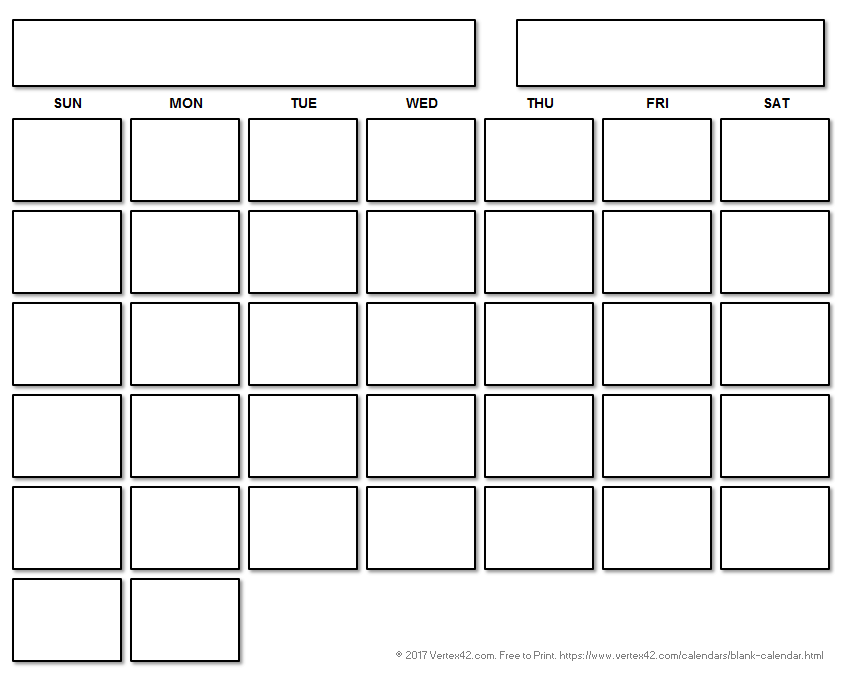 SUN MON TUE WED THU FRI SAT
© 2017 Vertex42.com. Free to Print. https://www.vertex42.com/calendars/blank-calendar.html